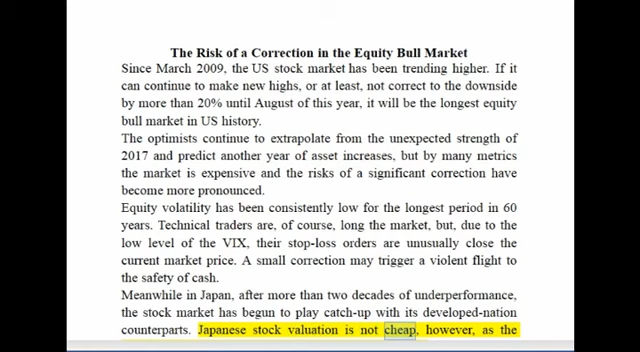 The Risk of a Correction in the Equity Bull Market
Since March 2009, the US stock market has been trending higher. If it
can continue to make new highs, or at least, not correct to the downside
by more than 20% until August of this year, it will be the longest equity
bull market in US history.
The optimists continue to extrapolate from the unexpected strength of
2017 and predict another year of asset increases, but by many metrics
the market is expensive and the risks of a significant correction have
become more pronounced.
Equity volatility has been consistently low for the longest period in 60
years. Technical traders are, of course, long the market, but, due to the
low level of the VIX, their stop-loss orders are unusually close the
current market price. A small correction may trigger a violent flight to
the safety of cash.
Meanwhile in Japan, after more than two decades of underperformance,
the stock market has begun to play catch-up with its developed-nation
counterparts. Japanese stock valuation is not cheap, however, as the